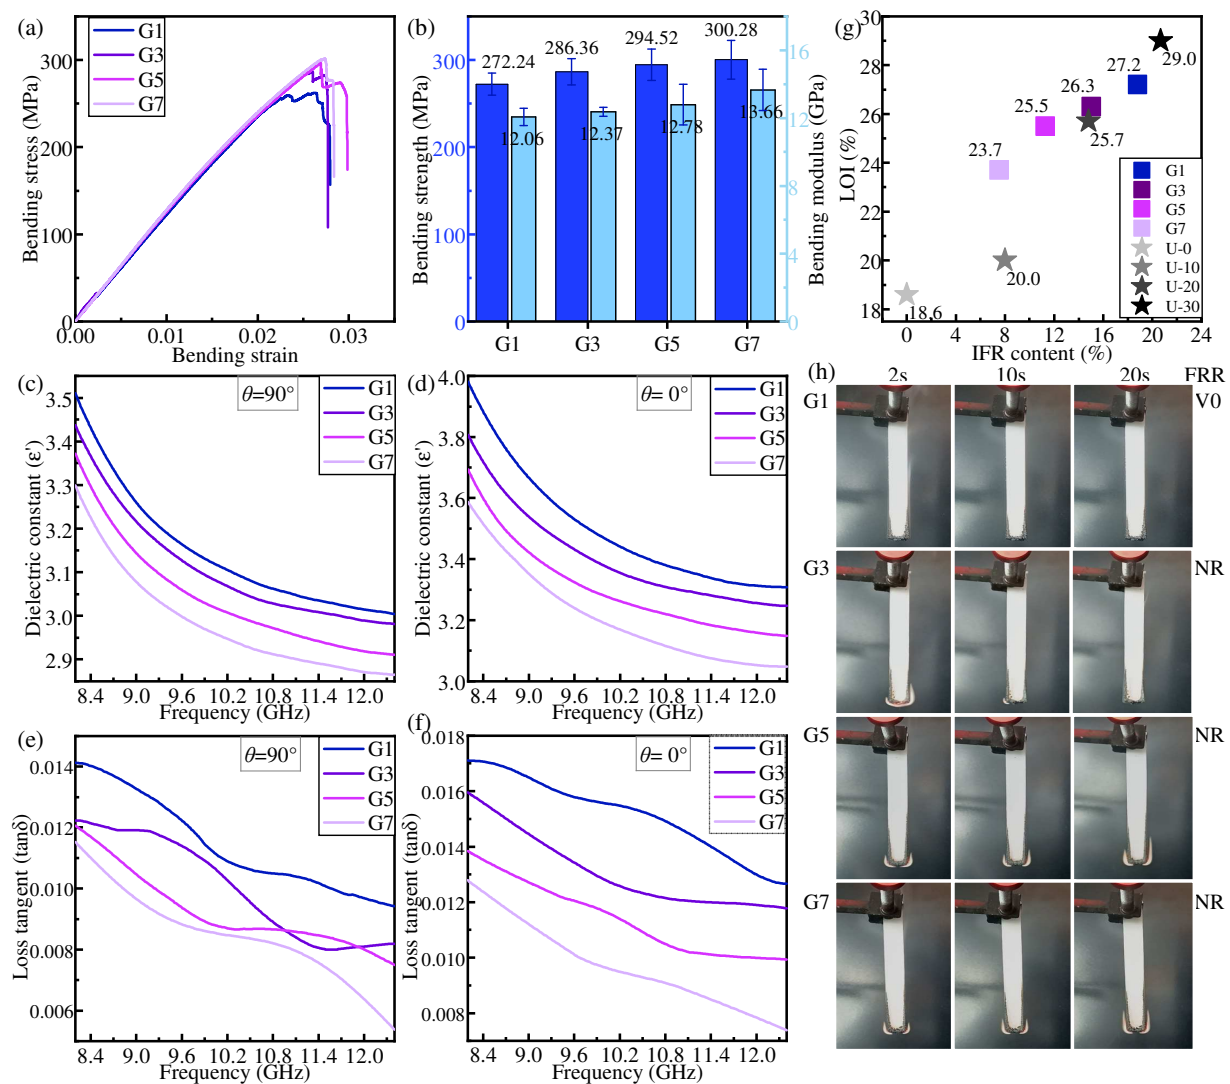 (a)
G1
G3
G5
G7
300
200
100
0
0.00
0.01
0.02
0.03
Bending stress (MPa)
Bending strain
(b)
272.24
286.36
294.52
300.28
12.06
12.37
12.78
13.66
300
200
100
0
16
12
8
4
0
G1
G3
G5
G7
Bending strength (MPa)
Bending modulus (GPa)
(g)
30
28
26
24
22
20
18
0
4
8
12
16
20
24
LOI (%)
IFR content (%)
18.6
20.0
23.7
25.5
26.3
25.7
27.2
29.0
G1
G3
G5
G7
U-0
U-10
U-20
U-30
(c)
θ=90°
G1
G3
G5
G7
3.5
3.4
3.3
3.2
3.1
3.0
2.9
8.4
9.0
9.6
10.2
10.8
11.4
12.0
Dielectric constant (ε')
Frequency (GHz)
(d)
θ= 0°
G1
G3
G5
G7
4.0
3.8
3.6
3.4
3.2
3.0
8.4
9.0
9.6
10.2
10.8
11.4
12.0
Dielectric constant (ε')
Frequency (GHz)
(e)
θ=90°
G1
G3
G5
G7
0.014
0.012
0.010
0.008
0.006
8.4
9.0
9.6
10.2
10.8
11.4
12.0
Loss tangent (tanδ)
Frequency (GHz)
(f)
θ= 0°
G1
G3
G5
G7
0.018
0.016
0.014
0.012
0.010
0.008
8.4
9.0
9.6
10.2
10.8
11.4
12.0
Loss tangent (tanδ)
Frequency (GHz)
(h)
2s
10s
20s
FRR
G1
V0
G3
NR
G5
NR
G7
NR